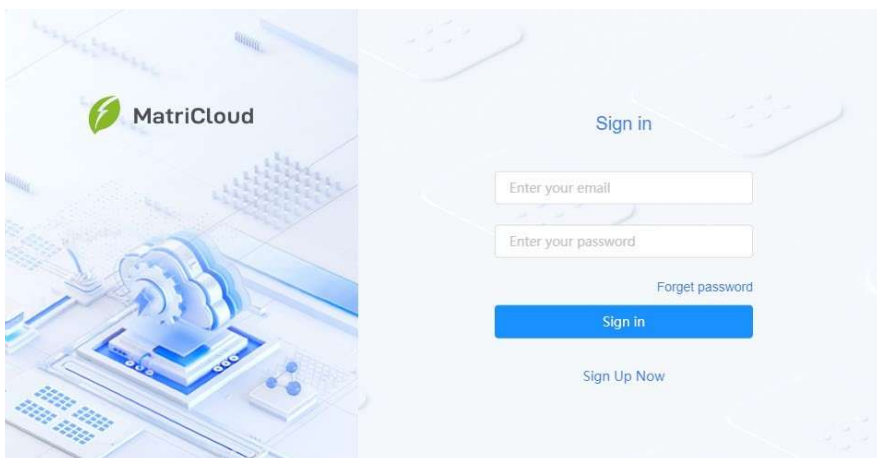 MatriCloud
Sign in
Enter your email
Enter your password
Forget password
Sign in
Sign Up Now